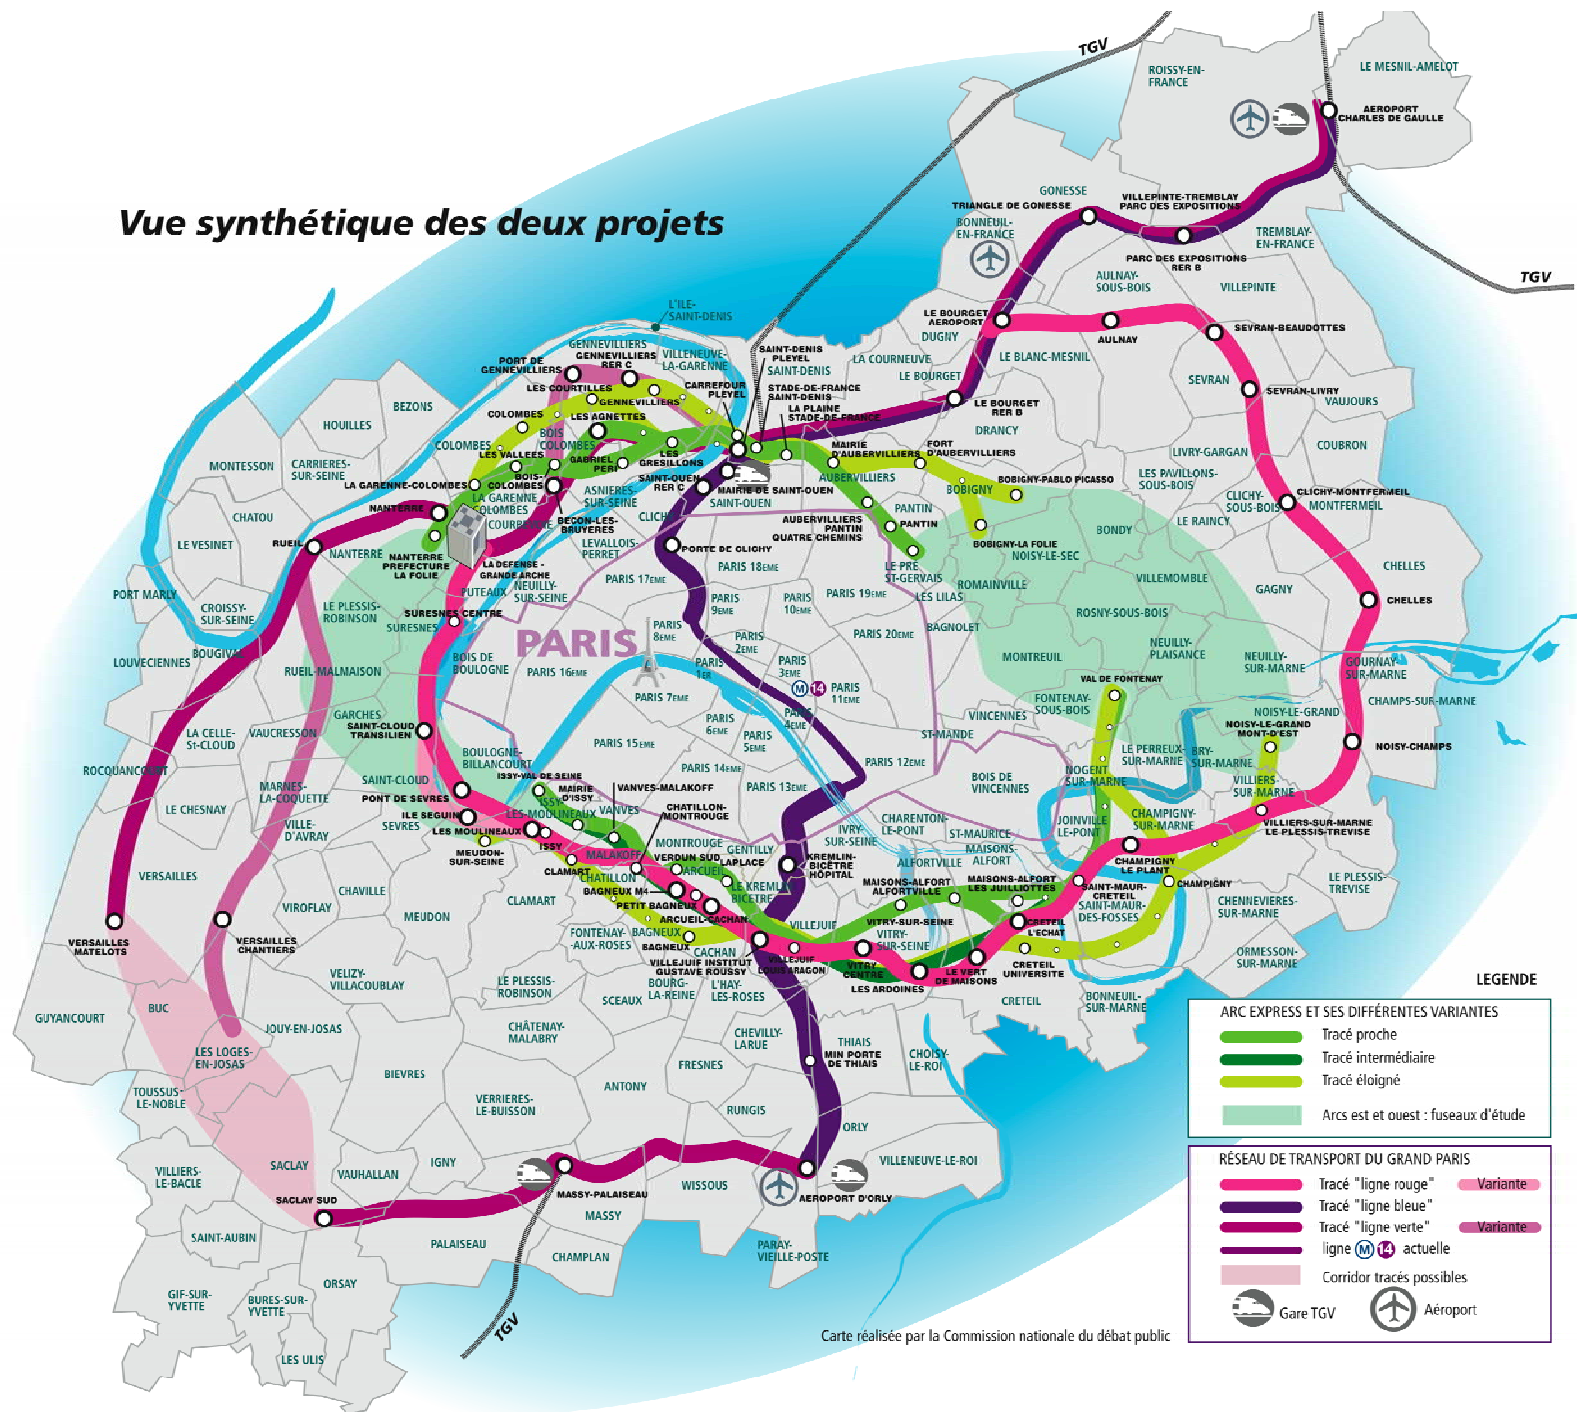 Vue synthétique des deux projets
TGV
ROISSY-EN-
FRANCE
LE MESNIL-AMELOT
AEROPORT
CHARLES DE GAULLE
GONESSE
VILLEPINTE-TREMBLAY
PARC DES EXPOSITIONS
TRIANGLE DE GONESSE
BONNEUIL-
EN-FRANCE
TREMBLAY-
EN-FRANCE
PARC DES EXPOSITIONS
RER B
TGV
AULNAY-
SOUS-BOIS
VILLEPINTE
L'ILE-
SAINT-DENIS
LE BOURGET
AEROPORT
DUGNY
AULNAY
SEVRAN-BEAUDOTTES
GENNEVILLIERS
GENNEVILLIERS
RER C
VILLENEUVE-
LA-GARENNE
SAINT-DENIS
PLEYEL
SAINT-DENIS
LA COURNEUVE
LE BLANC-MESNIL
PORT DE
GENNEVILLIERS
LE BOURGET
SEVRAN
SEVRAN-LIVRY
VAUJOURS
LES COURTILLES
GENNEVILLIERS
CARREFOUR
PLEYEL
STADE-DE-FRANCE
SAINT-DENIS
LA PLAINE
STADE-DE-FRANCE
LE BOURGET
RER B
BEZONS
COLOMBES
LES AGNETTES
DRANCY
HOUILLES
COLOMBES
BOIS
COLOMBES
LES VALLEES
GABRIEL
PERI
LES
GRESILLONS
MAIRIE
D'AUBERVILLIERS
FORT
D'AUBERVILLIERS
LIVRY-GARGAN
COUBRON
MONTESSON
CARRIERES-
SUR-SEINE
LA GARENNE-COLOMBES
BOIS-
COLOMBES
ASNIERES
SUR-SEINE
SAINT-OUEN
RER C
MAIRIE DE SAINT-OUEN
SAINT-OUEN
AUBERVILLIERS
BOBIGNY
BOBIGNY-PABLO PICASSO
LES PAVILLONS-
SOUS-BOIS
CLICHY-
SOUS-BOIS
CLICHY-MONTFERMEIL
MONTFERMEIL
LA GARENNE
COLOMBES
CHATOU
NANTERRE
COURBEVOIE
BECON-LES-
BRUYERES
CLICHY
PANTIN
AUBERVILLIERS
PANTIN
QUATRE CHEMINS
PANTIN
BONDY
LE RAINCY
LE VESINET
RUEIL
NANTERRE
NANTERRE
PREFECTURE
LA FOLIE
LA DEFENSE -
GRANDE ARCHE
LEVALLOIS-
PERRET
PORTE DE CLICHY
BOBIGNY-LA FOLIE
NOISY-LE-SEC
PARIS 17EME
PARIS 18EME
LE PRE
ST-GERVAIS
ROMAINVILLE
VILLEMOMBLE
CHELLES
GAGNY
CHELLES
PORT MARLY
CROISSY-
SUR-SEINE
LE PLESSIS-
ROBINSON
SURESNES CENTRE
SURESNES
PUTEAUX
NEUILLY-
SUR-SEINE
PARIS
9EME
PARIS
10EME
PARIS 19EME
LES LILAS
ROSNY-SOUS-BOIS
PARIS
PARIS
8EME
PARIS
2EME
PARIS 20EME
BAGNOLET
LOUVECIENNES
BOUGIVAL
RUEIL-MALMAISON
BOIS DE
BOULOGNE
PARIS 16EME
PARIS
1ER
PARIS
3EME
MONTREUIL
NEUILLY-
PLAISANCE
NEUILLY-
SUR-MARNE
GOURNAY-
SUR-MARNE
PARIS 7EME
M 14
PARIS
11EME
PARIS
4EME
VAL DE FONTENAY
FONTENAY-
SOUS-BOIS
CHAMPS-SUR-MARNE
GARCHES
SAINT-CLOUD
TRANSILIEN
PARIS
6EME
PARIS
5EME
VINCENNES
ST-MANDE
NOISY-LE-GRAND
NOISY-LE-GRAND
MONT-D'EST
NOISY-CHAMPS
LA CELLE-
St-CLOUD
VAUCRESSON
PARIS 15EME
BOULOGNE-
BILLANCOURT
PARIS 14EME
PARIS 12EME
LE PERREUX-
SUR-MARNE
BRY-
SUR-MARNE
ROCQUANCOURT
SAINT-CLOUD
ISSY-VAL DE SEINE
PARIS 13EME
BOIS DE
VINCENNES
NOGENT
SUR-MARNE
VILLIERS-
SUR-MARNE
MARNES-
LA-COQUETTE
PONT DE SEVRES
MAIRIE
D'ISSY
VANVES-MALAKOFF
ISSY-
LES-MOULINEAUX
VANVES
CHATILLON-
MONTROUGE
LE CHESNAY
VILLE-
D'AVRAY
SEVRES
ILE SEGUIN
LES MOULINEAUX
ISSY
MONTROUGE
GENTILLY
IVRY-
SUR-SEINE
CHARENTON-
LE-PONT
ST-MAURICE
JOINVILLE
LE-PONT
CHAMPIGNY-
SUR-MARNE
VILLIERS-SUR-MARNE
LE PLESSIS-TREVISE
MEUDON-
SUR-SEINE
CLAMART
MALAKOFF
VERDUN SUD
LAPLACE
ARCUEIL
KREMLIN-
BICÊTRE
HÔPITAL
ALFORTVILLE
MAISONS-
ALFORT
CHAMPIGNY
LE PLANT
VERSAILLES
CHAVILLE
CLAMART
CHATILLON
BAGNEUX M4
PETIT BAGNEUX
LE KREMLIN
BICETRE
MAISONS-ALFORT
ALFORTVILLE
MAISONS-ALFORT
LES JUILLIOTTES
SAINT-MAUR-
CRETEIL
CHAMPIGNY
LE PLESSIS-
TREVISE
VIROFLAY
MEUDON
ARCUEIL-CACHAN
VITRY-SUR-SEINE
SAINT-MAUR-
DES-FOSSES
CHENNEVIERES-
SUR-MARNE
VERSAILLES
MATELOTS
VERSAILLES
CHANTIERS
FONTENAY-
AUX-ROSES
BAGNEUX
BAGNEUX
CACHAN
VILLEJUIF
VITRY-
SUR-SEINE
CRETEIL
L'ECHAT
VILLEJUIF INSTITUT
GUSTAVE ROUSSY
VILLEJUIF
LOUIS ARAGON
VITRY
CENTRE
LES ARDOINES
LE VERT
DE MAISONS
CRETEIL
UNIVERSITE
ORMESSON-
SUR-MARNE
VELIZY-
VILLACOUBLAY
LE PLESSIS-
ROBINSON
SCEAUX
BOURG-
LA-REINE
L'HAY-
LES-ROSES
CRETEIL
BONNEUIL-
SUR-MARNE
GUYANCOURT
BUC
JOUY-EN-JOSAS
CHÂTENAY-
MALABRY
CHEVILLY-
LARUE
THIAIS
MIN PORTE
DE THIAIS
CHOISY-
LE-ROI
LES LOGES-
EN-JOSAS
BIEVRES
ANTONY
FRESNES
TOUSSUS-
LE-NOBLE
VERRIERES-
LE-BUISSON
RUNGIS
ORLY
VILLIERS-
LE-BACLE
SACLAY
VAUHALLAN
IGNY
VILLENEUVE-LE-ROI
SACLAY SUD
MASSY-PALAISEAU
WISSOUS
AEROPORT D'ORLY
MASSY
SAINT-AUBIN
PALAISEAU
CHAMPLAN
PARAY-
VIEILLE-POSTE
ORSAY
GIF-SUR-
YVETTE
BURES-SUR-
YVETTE
TGV
LES ULIS
Carte réalisée par la Commission nationale du débat public
LEGENDE
ARC EXPRESS ET SES DIFFÉRENTES VARIANTES
Tracé proche
Tracé intermédiaire
Tracé éloigné
Arcs est et ouest : fuseaux d'étude
RÉSEAU DE TRANSPORT DU GRAND PARIS
Tracé "ligne rouge" Variante
Tracé "ligne bleue"
Tracé "ligne verte" Variante
ligne M 14 actuelle
Corridor tracés possibles
Gare TGV Aéroport